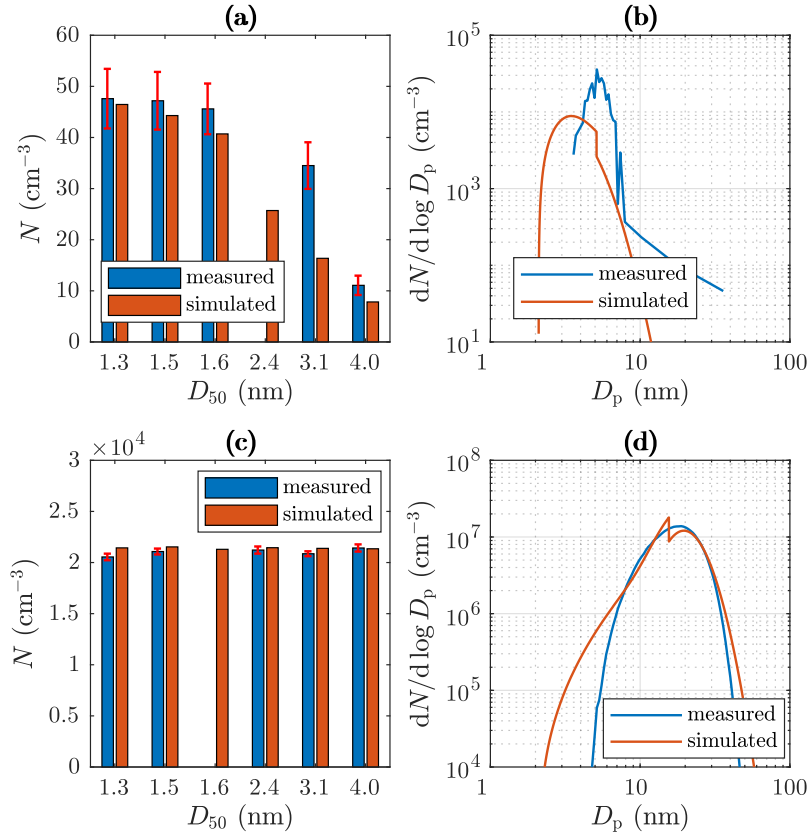 (a)
60
50
40
30
20
10
0
N (cm⁻³)
measured
simulated
1.3 1.5 1.6 2.4 3.1 4.0
D₅₀ (nm)
(b)
10⁵
10³
10¹
dN/d log Dₚ (cm⁻³)
measured
simulated
1 10 100
Dₚ (nm)
(c)
×10⁴
3
2.5
2
1.5
1
0.5
0
N (cm⁻³)
measured
simulated
1.3 1.5 1.6 2.4 3.1 4.0
D₅₀ (nm)
(d)
10⁸
10⁷
10⁶
10⁵
10⁴
dN/d log Dₚ (cm⁻³)
measured
simulated
1 10 100
Dₚ (nm)